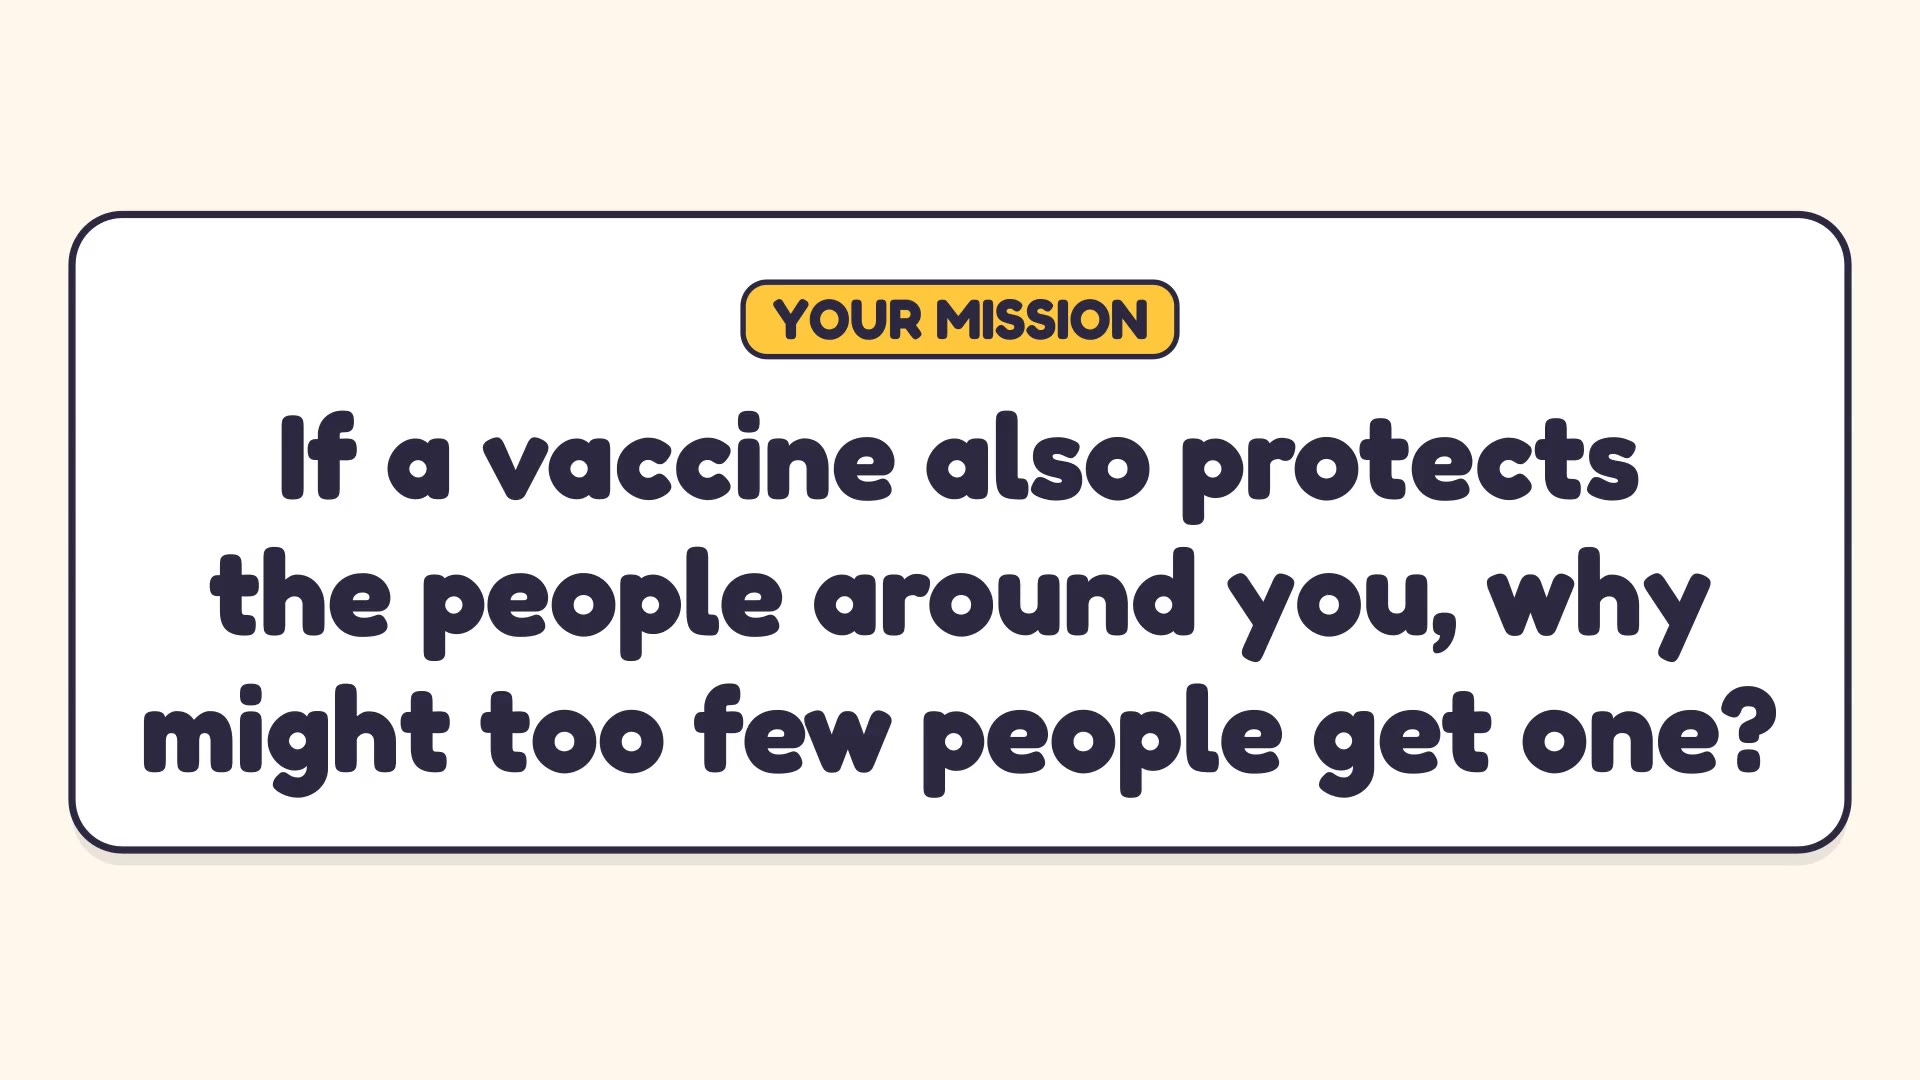 YOUR MISSION
If a vaccine also protects
the people around you, why
might too few people get one?